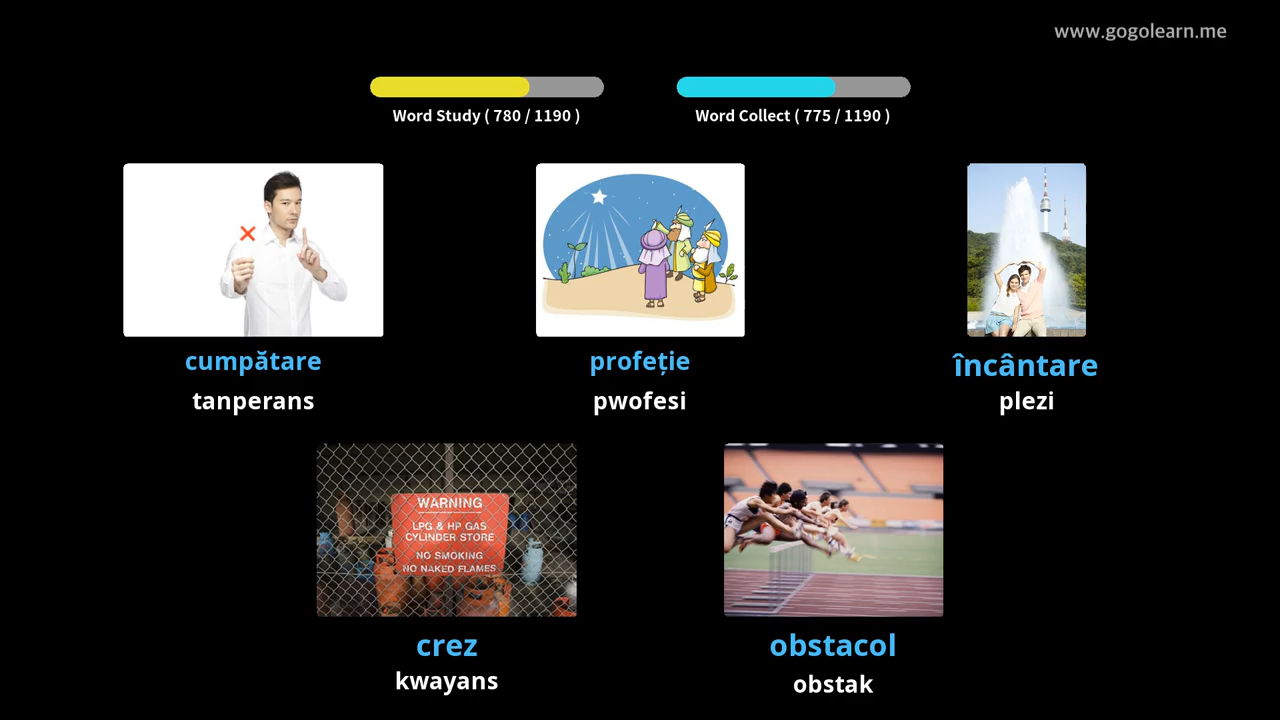 www.gogolearn.me
Word Study ( 780 / 1190 )
Word Collect ( 775 / 1190 )
cumpătare
tanperans
profeție
pwofesi
încântare
plezi
WARNING
LPG & HP GAS
CYLINDER STORE
NO SMOKING
NO NAKED FLAMES
crez
kwayans
obstacol
obstak